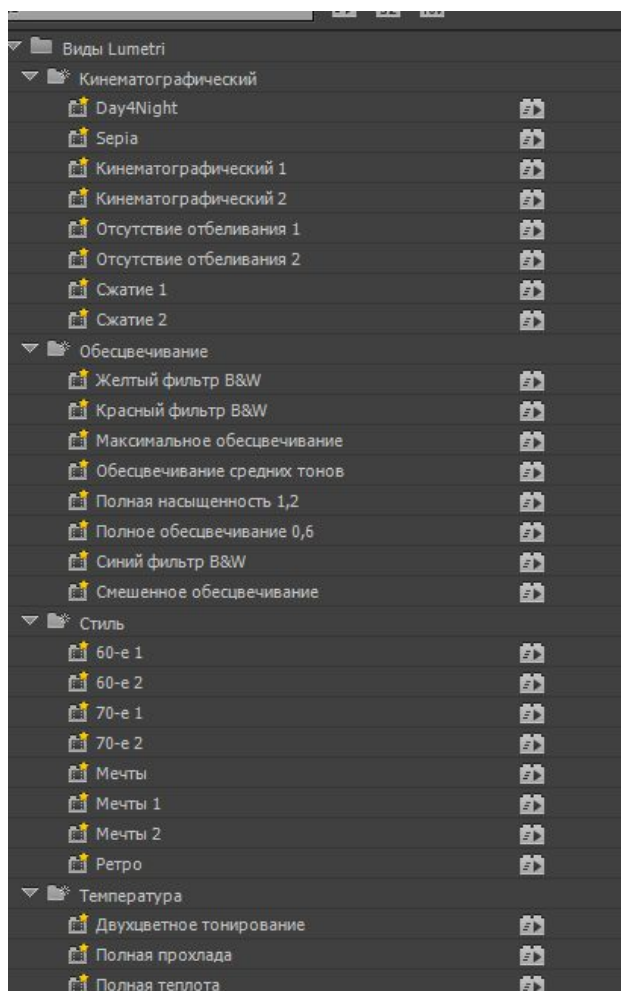 Виды Lumetri
Кинематографический
Day4Night
Sepia
Кинематографический 1
Кинематографический 2
Отсутствие отбеливания 1
Отсутствие отбеливания 2
Сжатие 1
Сжатие 2
Обесцвечивание
Желтый фильтр B&W
Красный фильтр B&W
Максимальное обесцвечивание
Обесцвечивание средних тонов
Полная насыщенность 1,2
Полное обесцвечивание 0,6
Синий фильтр B&W
Смешенное обесцвечивание
Стиль
60-е 1
60-е 2
70-е 1
70-е 2
Мечты
Мечты 1
Мечты 2
Ретро
Температура
Двухцветное тонирование
Полная прохлада
Полная теплота